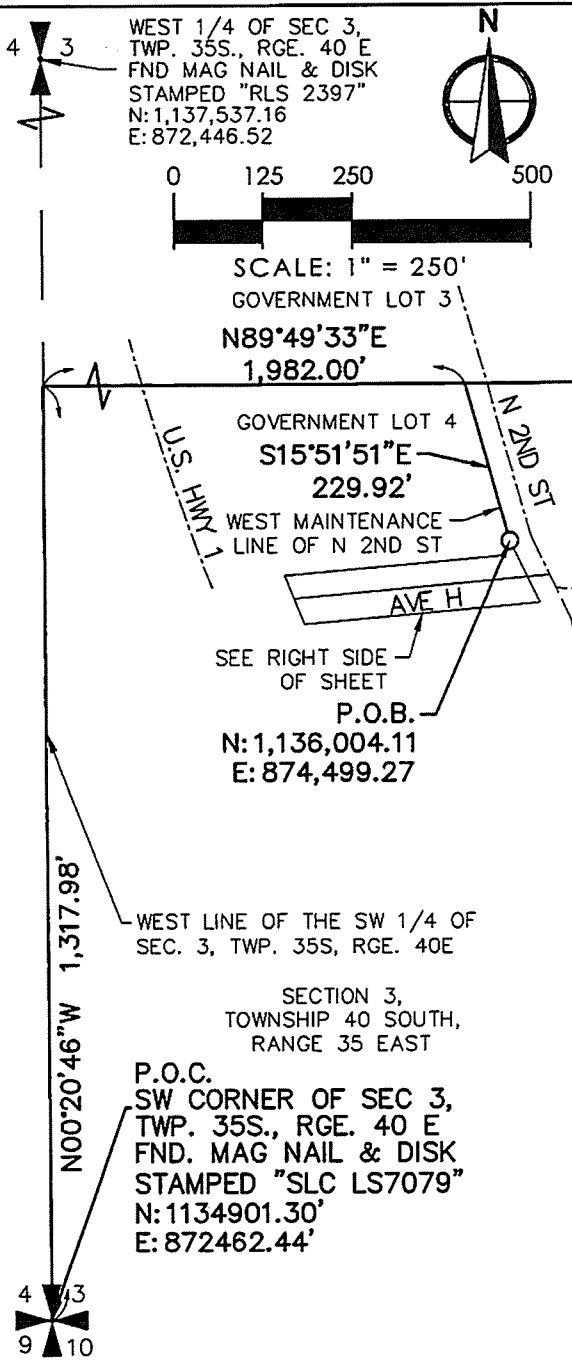 4 3
WEST 1/4 OF SEC 3,
TWP. 35S., RGE. 40 E
FND MAG NAIL & DISK
STAMPED "RLS 2397"
N: 1,137,537.16
E: 872,446.52
N
0 125 250 500
SCALE: 1" = 250'
GOVERNMENT LOT 3
N89°49'33"E
1,982.00'
GOVERNMENT LOT 4
S15°51'51"E
229.92'
U.S. HWY 1
N 2ND ST
WEST MAINTENANCE
LINE OF N 2ND ST
AVE H
SEE RIGHT SIDE
OF SHEET
P.O.B.
N: 1,136,004.11
E: 874,499.27
N00°20'46"W 1,317.98'
WEST LINE OF THE SW 1/4 OF
SEC. 3, TWP. 35S, RGE. 40E
SECTION 3,
TOWNSHIP 40 SOUTH,
RANGE 35 EAST
P.O.C.
SW CORNER OF SEC 3,
TWP. 35S., RGE. 40 E
FND. MAG NAIL & DISK
STAMPED "SLC LS7079"
N: 1134901.30'
E: 872462.44'
4 3
9 10